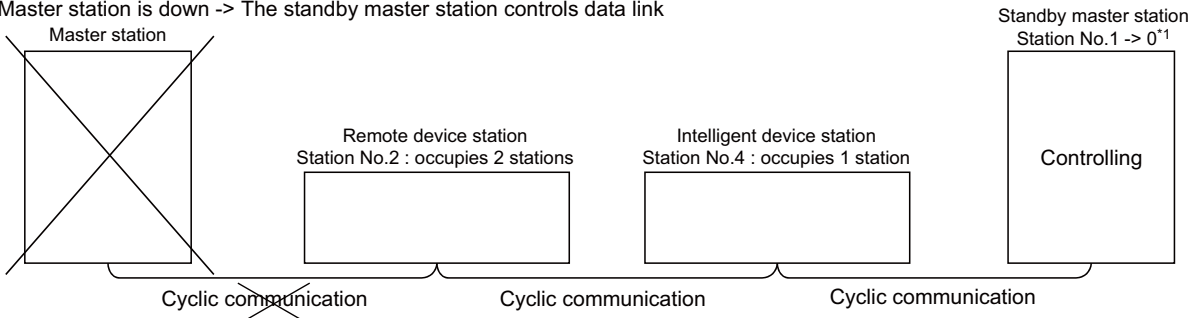 Master station is down -> The standby master station controls data link
Master station
Standby master station
Station No.1 -> 0*1
Remote device station
Station No.2 : occupies 2 stations
Intelligent device station
Station No.4 : occupies 1 station
Controlling
Cyclic communication
Cyclic communication
Cyclic communication